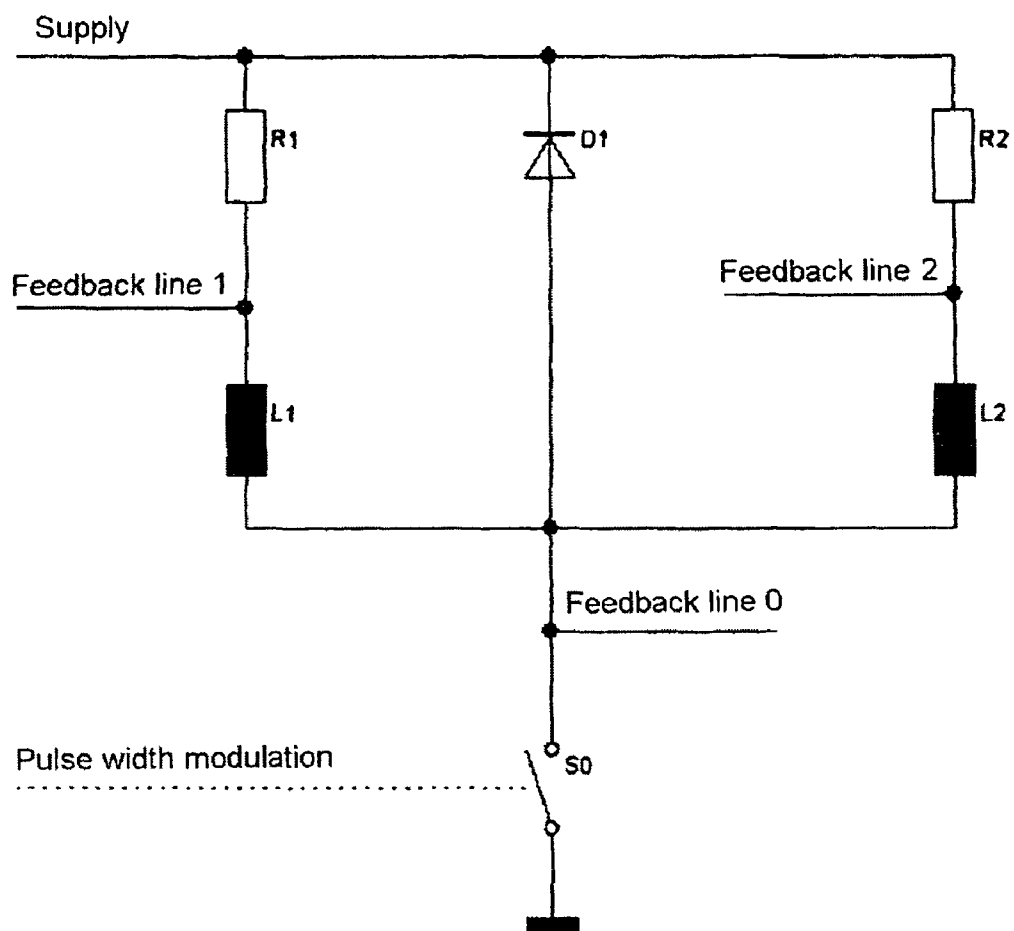 Supply
R1
D1
R2
Feedback line 1
Feedback line 2
L1
L2
Feedback line 0
Pulse width modulation
S0